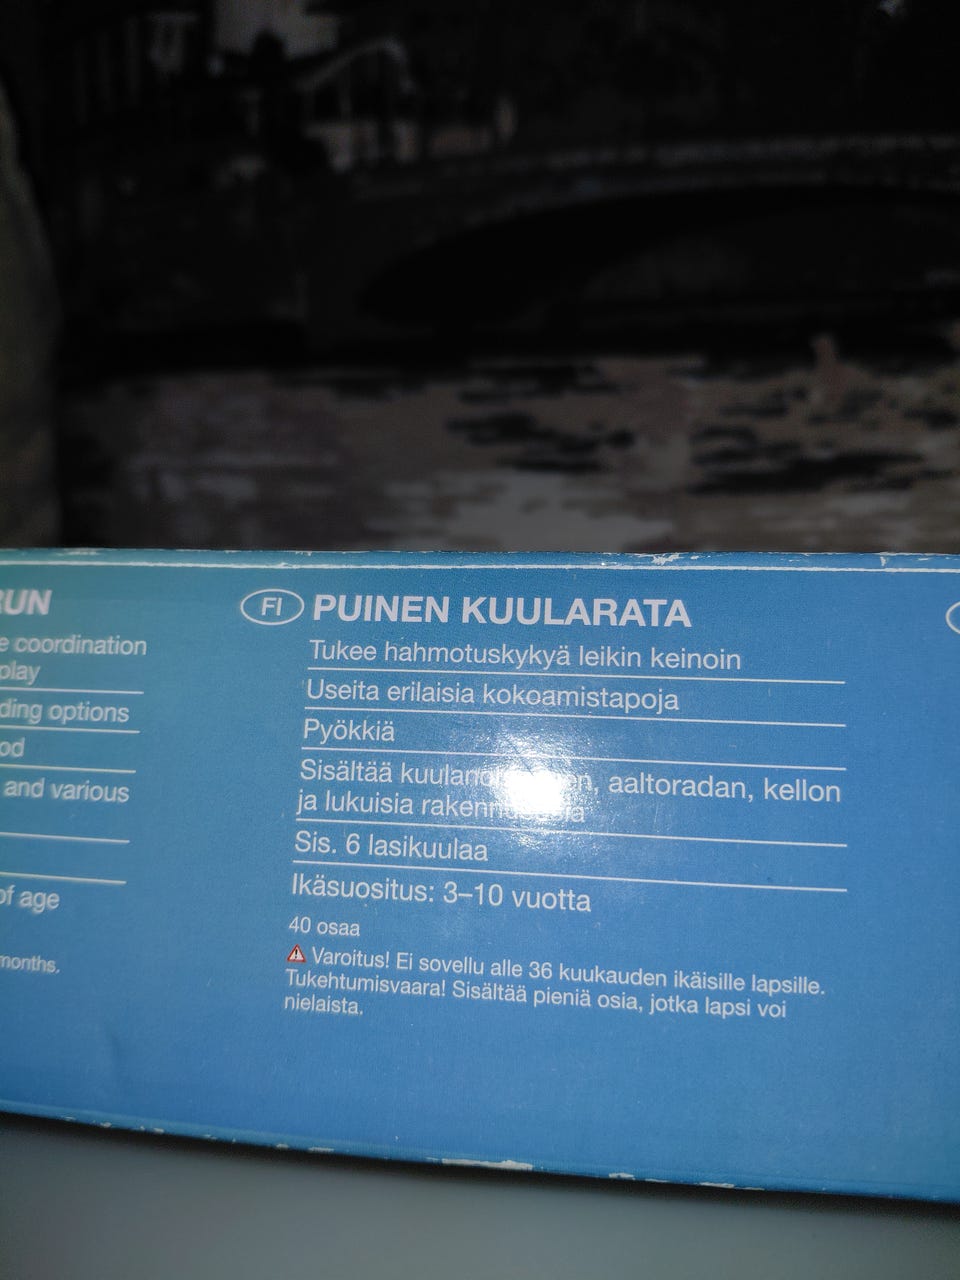 RUN
e coordination
play
ding options
od
and various
of age
months.
FI PUINEN KUULARATA
Tukee hahmotuskykyä leikin keinoin
Useita erilaisia kokoamistapoja
Pyökkiä
Sisältää aaltoradan, kellon
ja lukuisia
Sis. 6 lasikuulaa
Ikäsuositus: 3–10 vuotta
40 osaa
Varoitus! Ei sovellu alle 36 kuukauden ikäisille lapsille.
Tukehtumisvaara! Sisältää pieniä osia, jotka lapsi voi
nielaista.